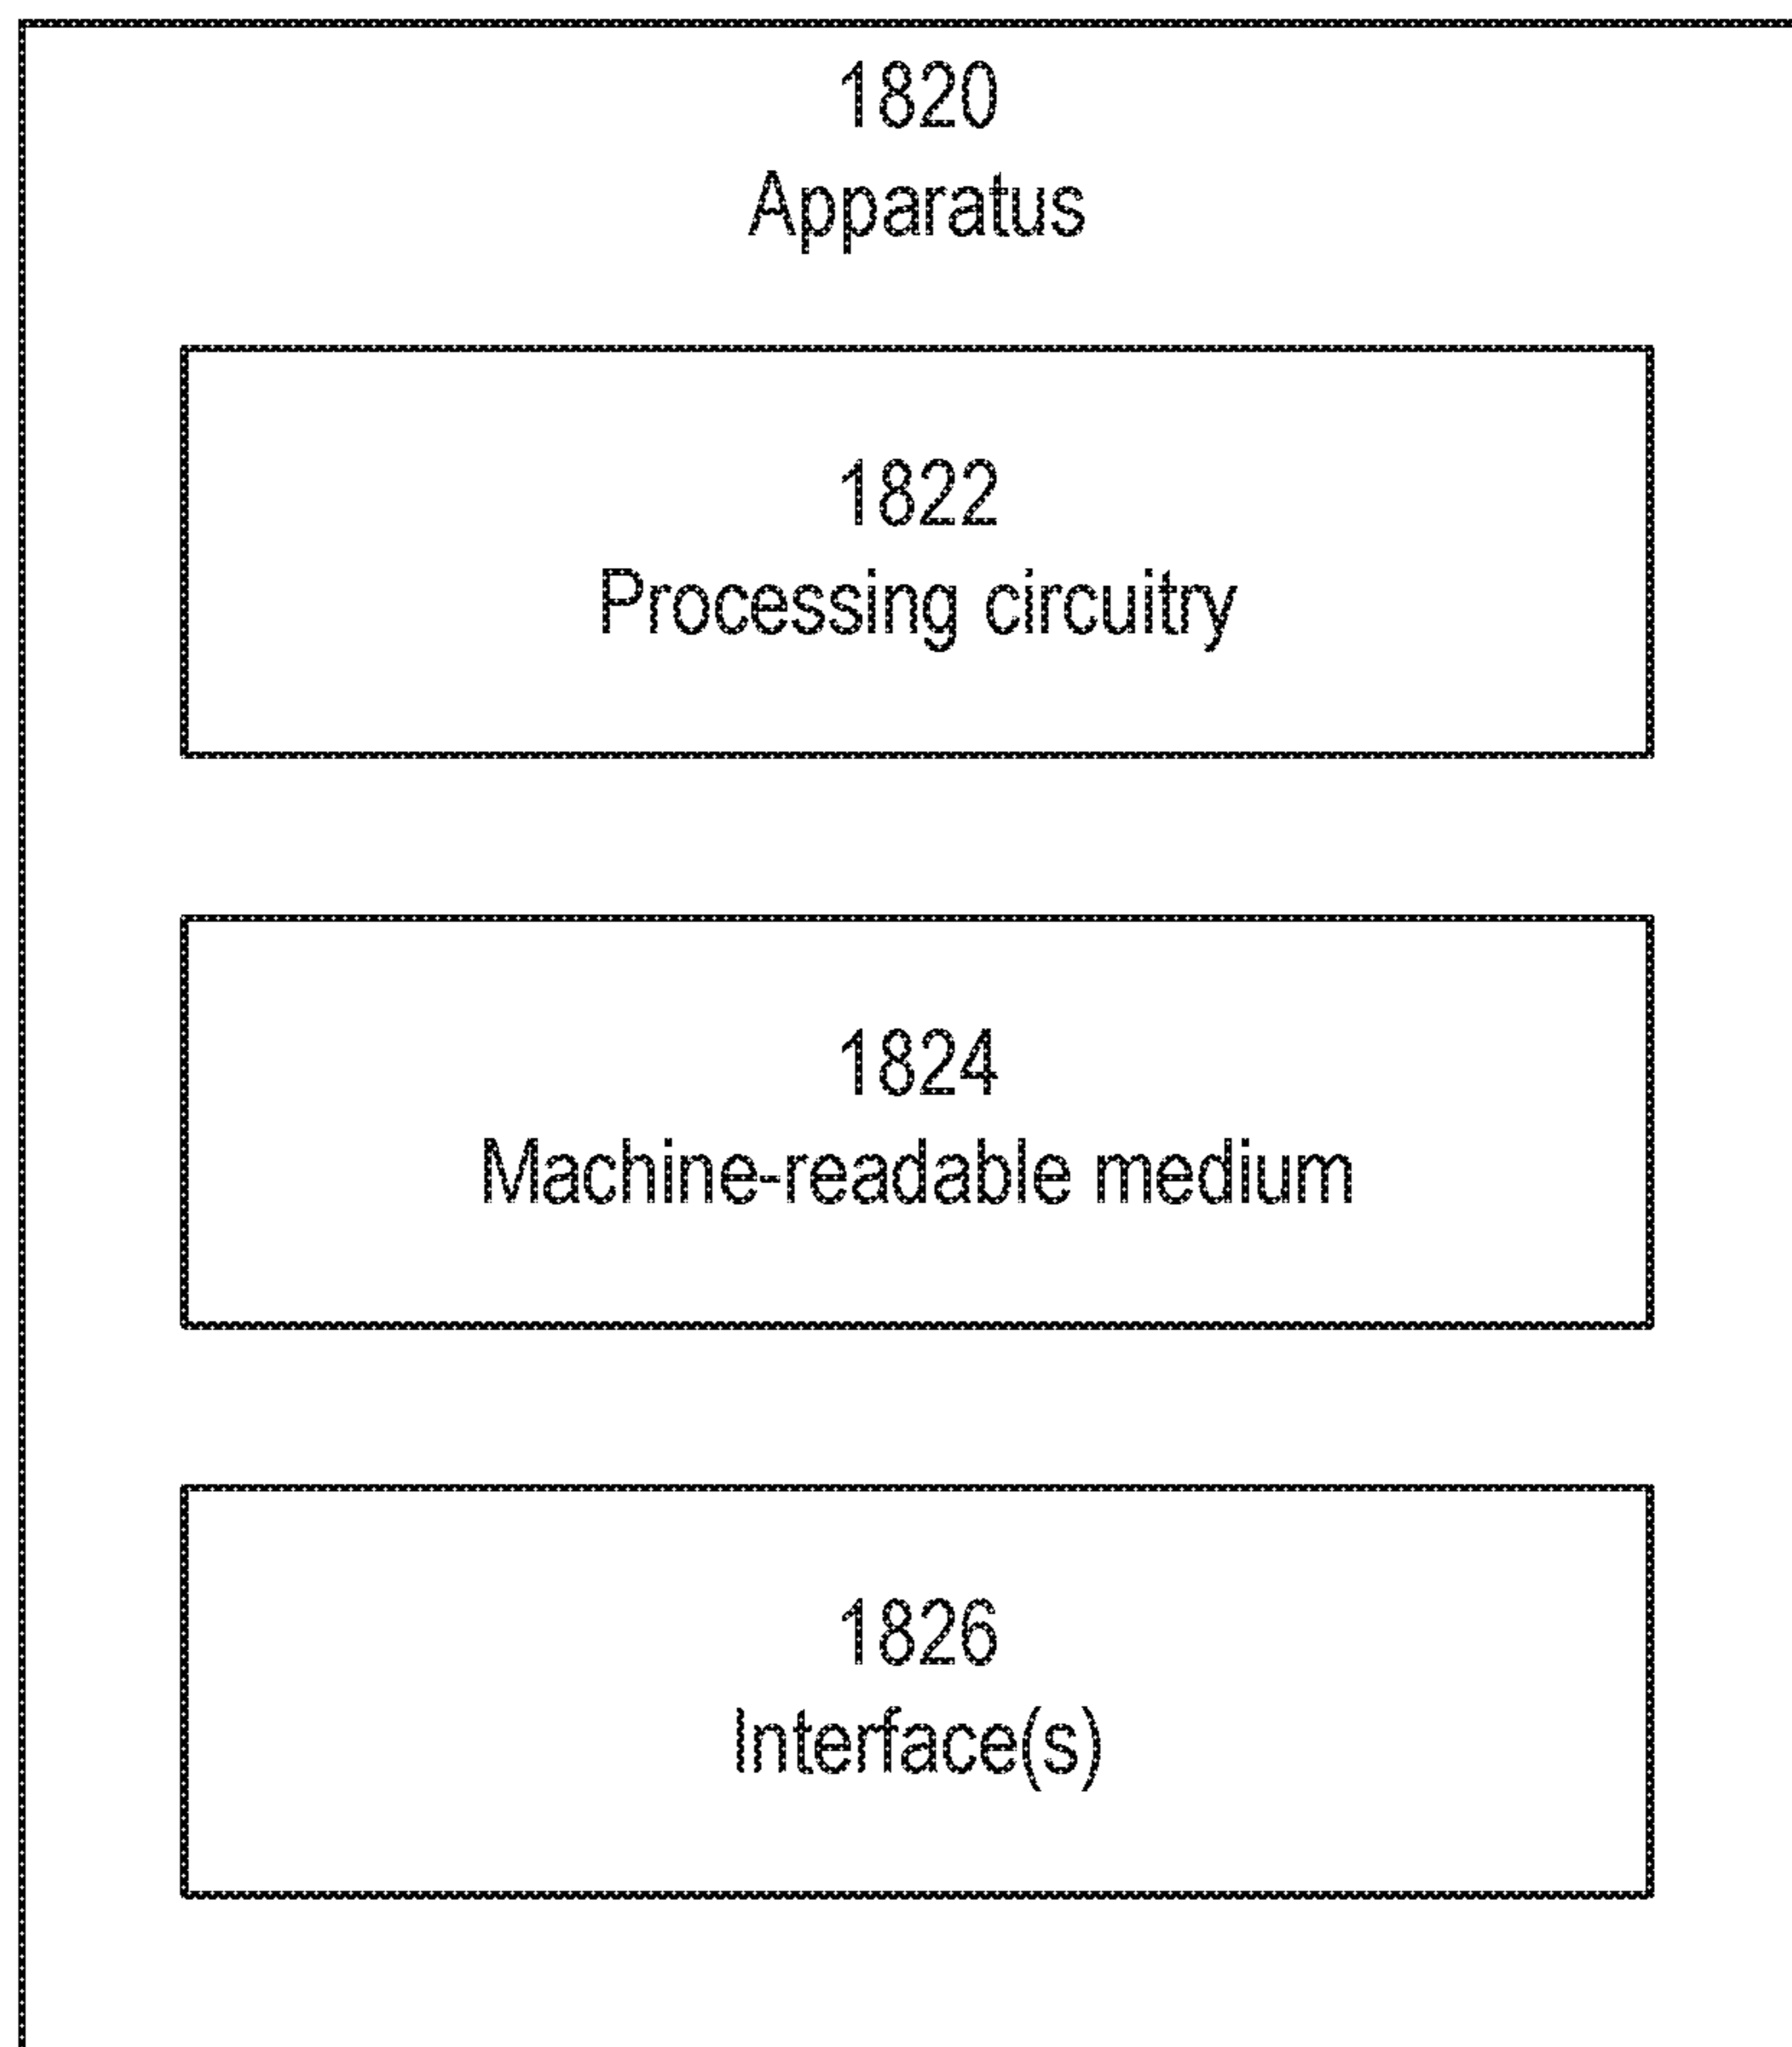 1820
Apparatus
1822
Processing circuitry
1824
Machine-readable medium
1826
Interface(s)